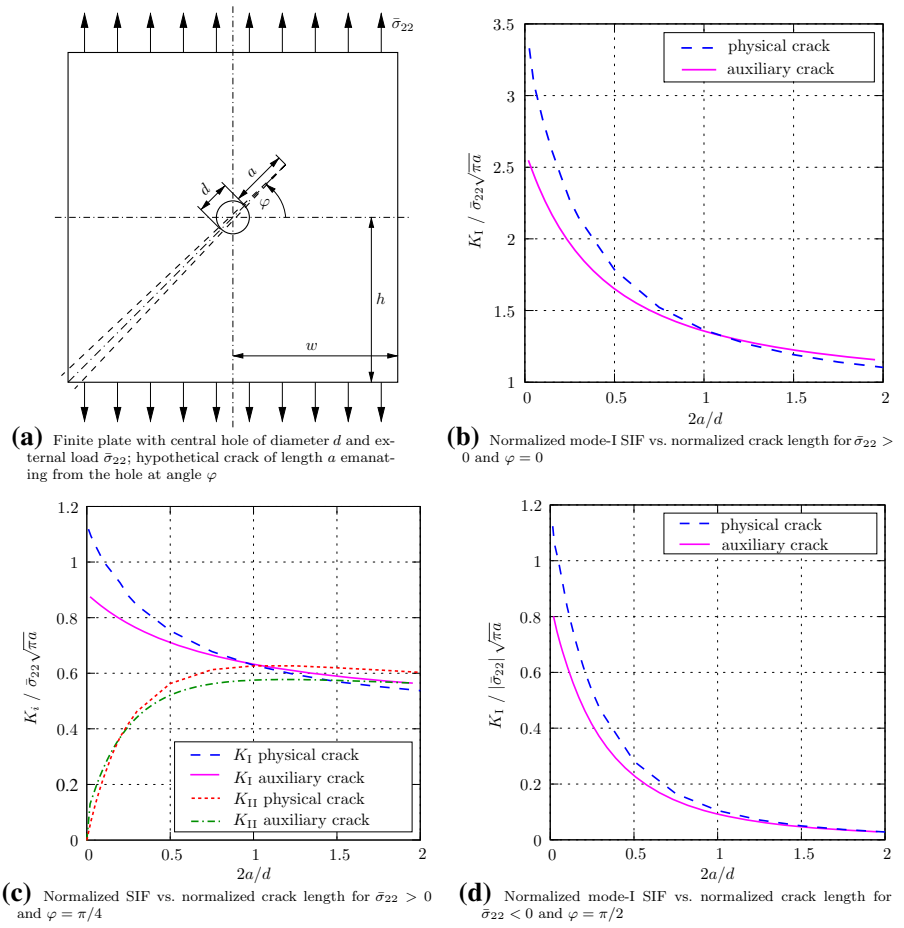 σ̄₂₂
d
a
φ
h
w
(a) Finite plate with central hole of diameter d and ex-
ternal load σ̄₂₂; hypothetical crack of length a emanat-
ing from the hole at angle φ
3.5
3
2.5
2
1.5
1
K_I / σ̄₂₂√πa
physical crack
auxiliary crack
0 0.5 1 1.5 2
2a/d
(b) Normalized mode-I SIF vs. normalized crack length for σ̄₂₂ >
0 and φ = 0
1.2
1
0.8
0.6
0.4
0.2
0
K_i / σ̄₂₂√πa
K_I physical crack
K_I auxiliary crack
K_II physical crack
K_II auxiliary crack
0 0.5 1 1.5 2
2a/d
(c) Normalized SIF vs. normalized crack length for σ̄₂₂ > 0
and φ = π/4
1.2
1
0.8
0.6
0.4
0.2
0
K_I / |σ̄₂₂| √πa
physical crack
auxiliary crack
0 0.5 1 1.5 2
2a/d
(d) Normalized mode-I SIF vs. normalized crack length for
σ̄₂₂ < 0 and φ = π/2